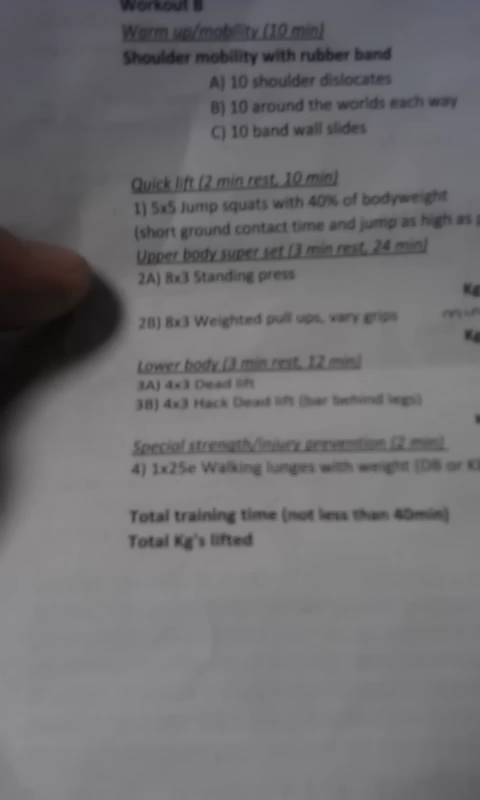 Workout B
Warm up/mobility (10 min)
Shoulder mobility with rubber band
A) 10 shoulder dislocates
B) 10 around the worlds each way
C) 10 band wall slides
Quick lift (2 min rest, 10 min)
1) 5x5 Jump squats with 40% of bodyweight
(short ground contact time and jump as high as
Upper body super set (3 min rest, 24 min)
2A) 8x3 Standing press
Kg
2B) 8x3 Weighted pull ups, vary grips
Kg
Lower body (3 min rest, 12 min)
3A) 4x3 Dead lift
3B) 4x3 Hack Dead lift (bar behind legs)
Special strength/injury prevention (2 min)
4) 1x25e Walking lunges with weight (DB or
Total training time (not less than 40min)
Total Kg's lifted